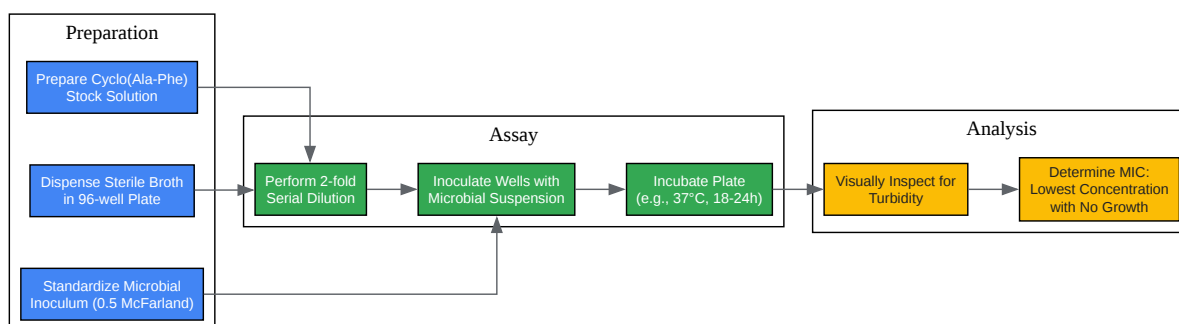 Preparation
Prepare Cyclo(Ala-Phe)
Stock Solution
Dispense Sterile Broth
in 96-well Plate
Standardize Microbial
Inoculum (0.5 McFarland)
Assay
Perform 2-fold
Serial Dilution
Inoculate Wells with
Microbial Suspension
Incubate Plate
(e.g., 37°C, 18-24h)
Analysis
Visually Inspect for
Turbidity
Determine MIC:
Lowest Concentration
with No Growth